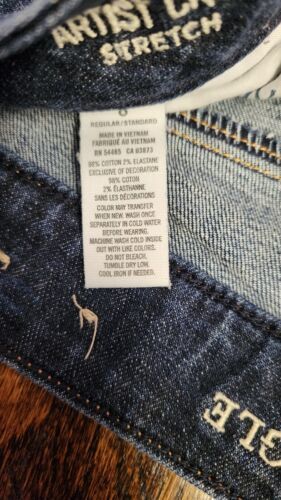 ARTIST
STRETCH
REGULAR/STANDARD
MADE IN VIETNAM
FABRIQUÉ AU VIETNAM
RN 54485 CA 03873
98% COTTON 2% ELASTANE
EXCLUSIVE OF DECORATION
98% COTON
2% ÉLASTHANNE
SANS LES DÉCORATIONS
COLOR MAY TRANSFER
WHEN NEW. WASH ONCE
SEPARATELY IN COLD WATER
BEFORE WEARING.
MACHINE WASH COLD INSIDE
OUT WITH LIKE COLORS.
DO NOT BLEACH.
TUMBLE DRY LOW.
COOL IRON IF NEEDED.
GLE